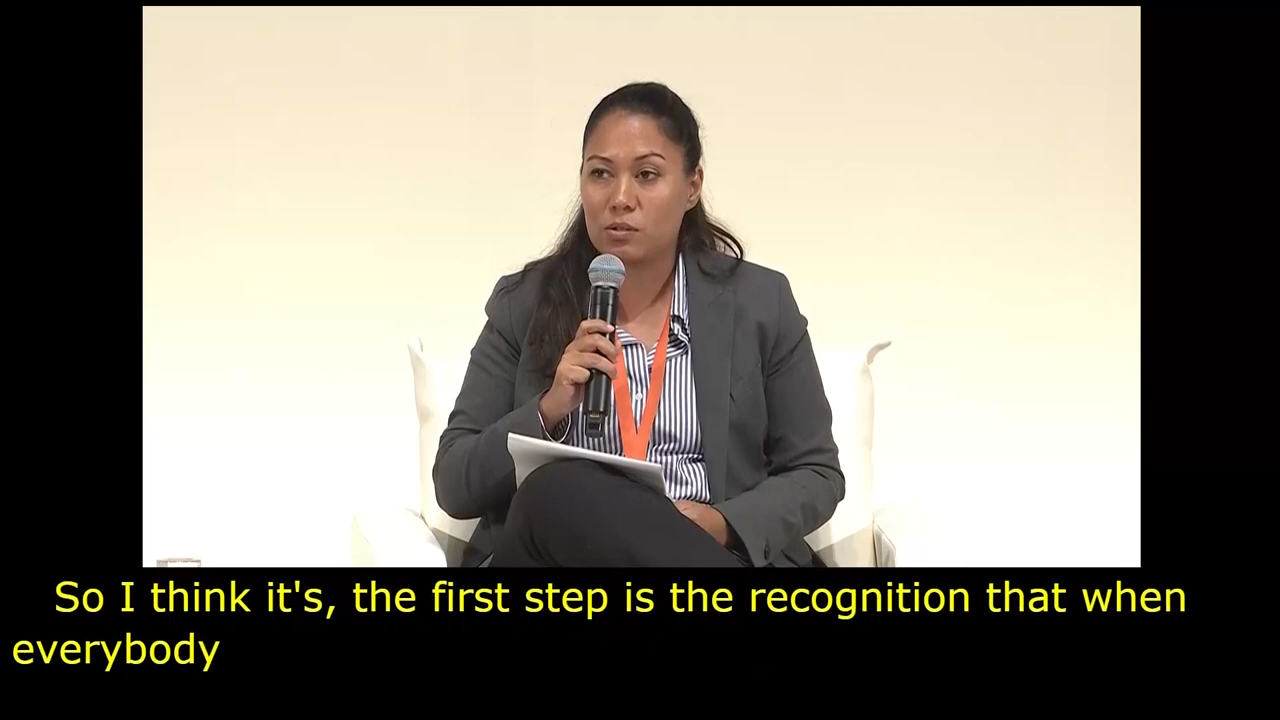 So I think it's, the first step is the recognition that when
everybody